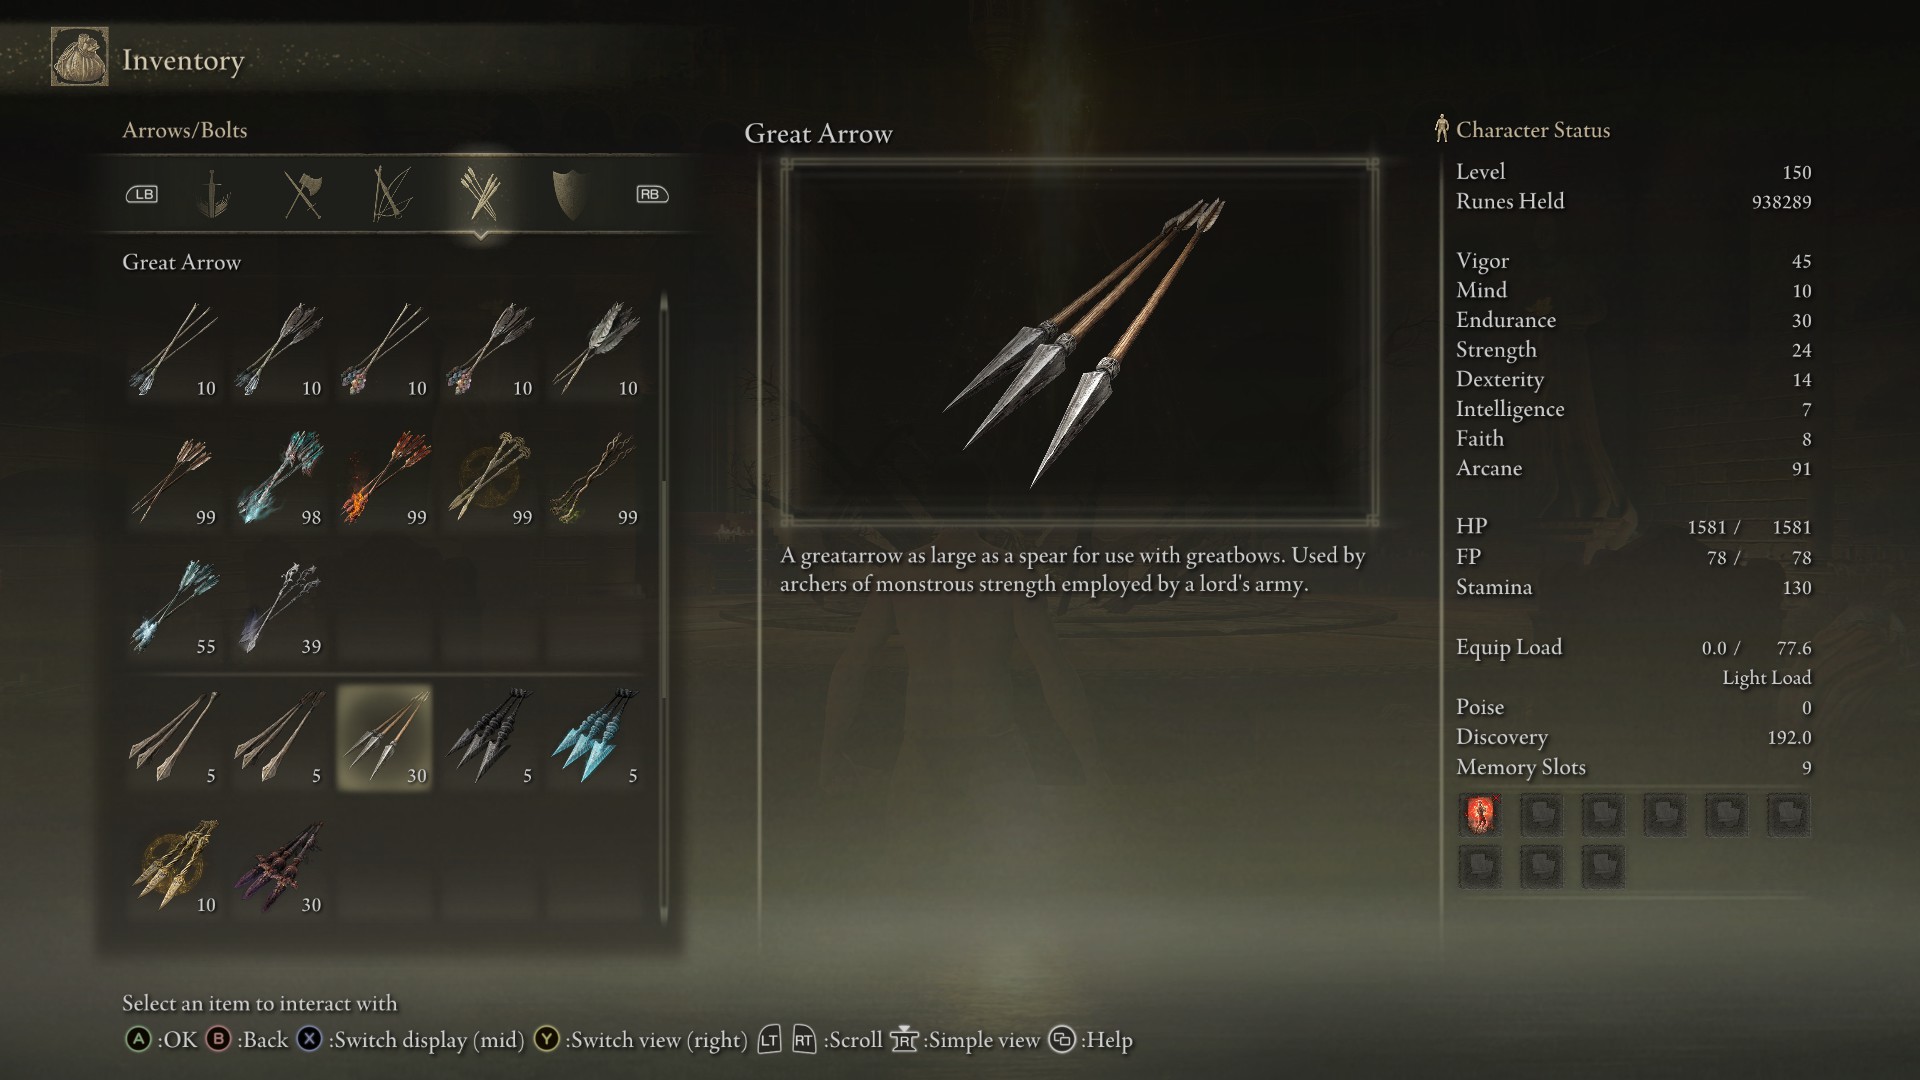 Inventory
Arrows/Bolts
LB
RB
Great Arrow
10 10 10 10 10
99 98 99 99 99
55 39
5 5 30 5 5
10 30
Great Arrow
A greatarrow as large as a spear for use with greatbows. Used by
archers of monstrous strength employed by a lord's army.
Character Status
Level 150
Runes Held 938289
Vigor 45
Mind 10
Endurance 30
Strength 24
Dexterity 14
Intelligence 7
Faith 8
Arcane 91
HP 1581 / 1581
FP 78 / 78
Stamina 130
Equip Load 0.0 / 77.6
Light Load
Poise 0
Discovery 192.0
Memory Slots 9
Select an item to interact with
A :OK B :Back X :Switch display (mid) Y :Switch view (right) LT RT :Scroll R :Simple view :Help